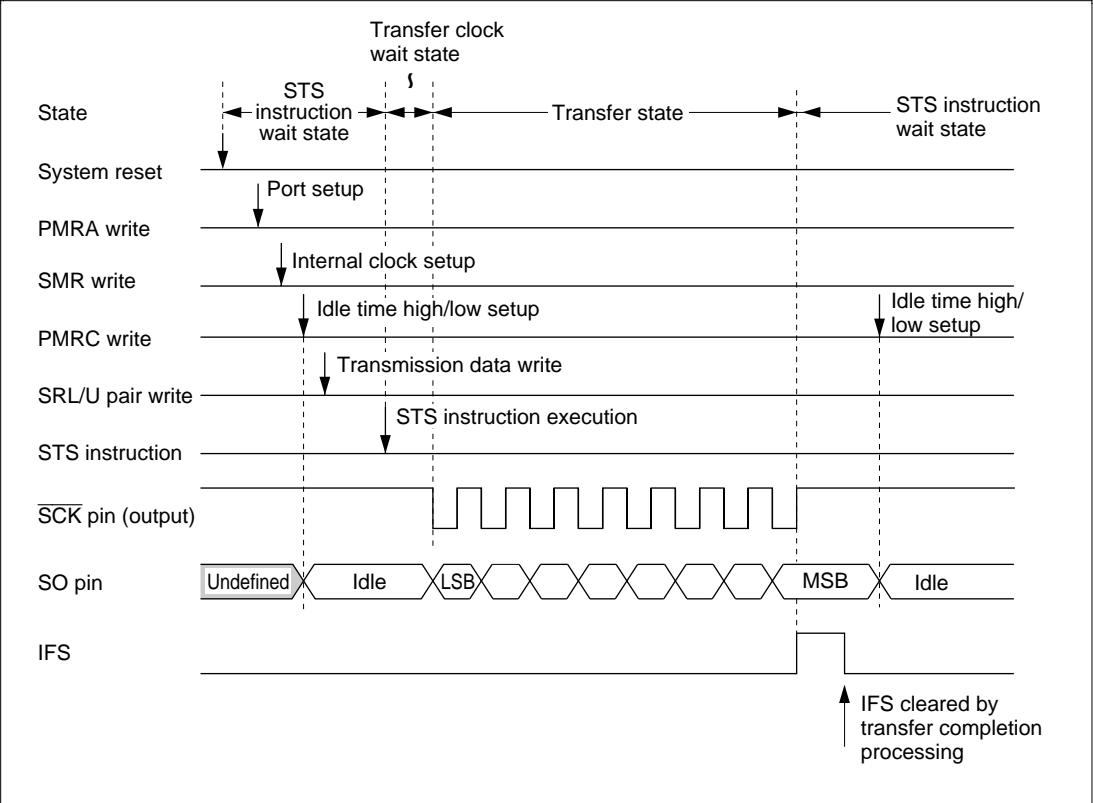 Transfer clock
wait state
State
STS
instruction
wait state
Transfer state
STS instruction
wait state
System reset
Port setup
PMRA write
Internal clock setup
SMR write
Idle time high/low setup
Idle time high/
low setup
PMRC write
Transmission data write
SRL/U pair write
STS instruction execution
STS instruction
SCK pin (output)
SO pin
Undefined
Idle
LSB
MSB
Idle
IFS
IFS cleared by
transfer completion
processing